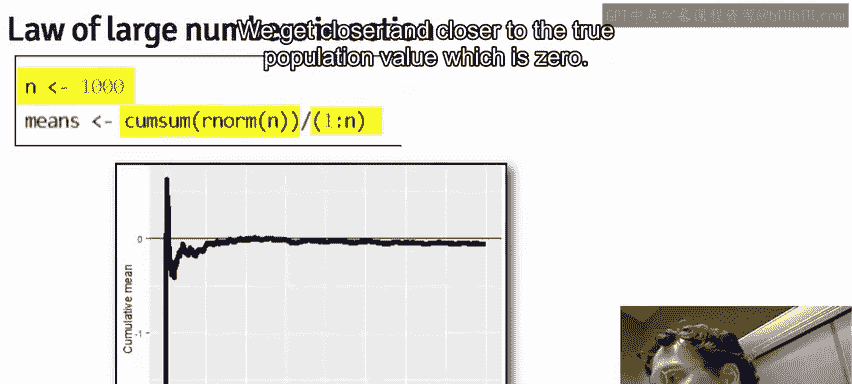 Law of large num
We get closer and closer to the true
population value which is zero.
n <- 1000
means <- cumsum(rnorm(n))/(1:n)
0
Cumulative mean
-1